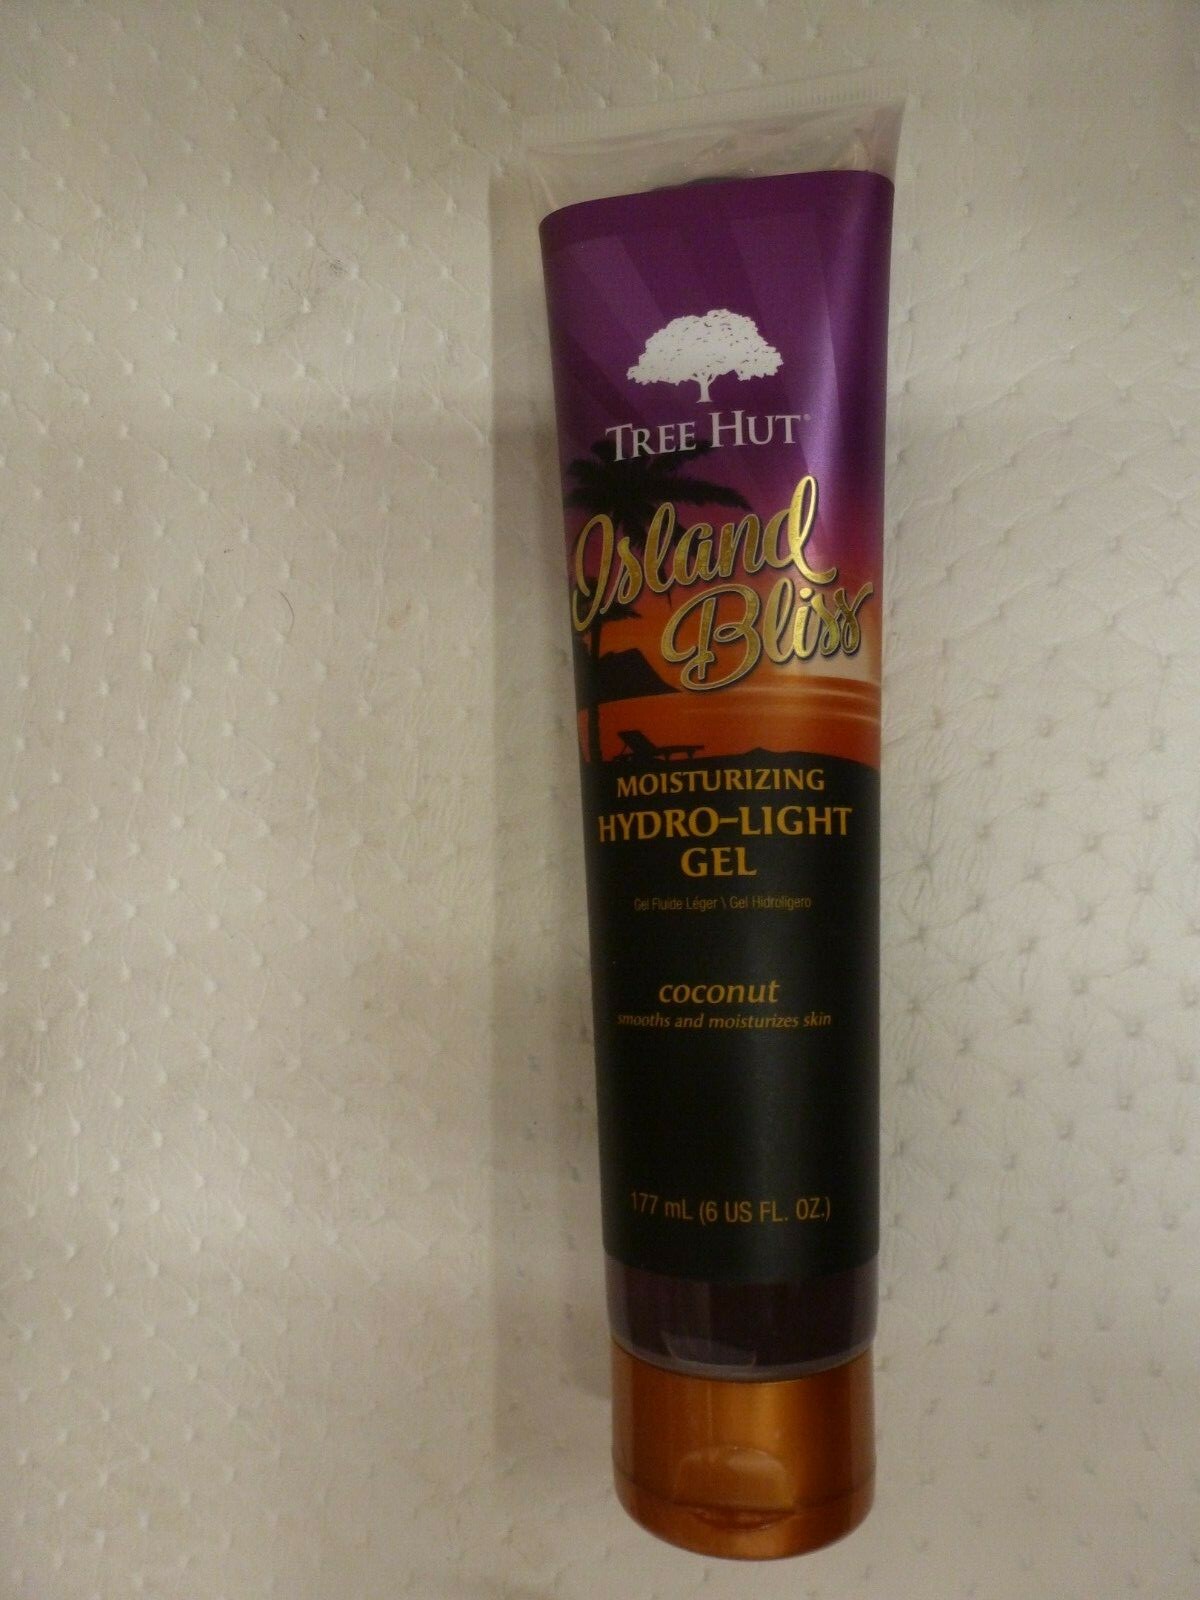 TREE HUT®
Island
Bliss
MOISTURIZING
HYDRO-LIGHT
GEL
Gel Fluide Léger \ Gel Hidroligero
coconut
smooths and moisturizes skin
177 mL (6 US FL. OZ.)